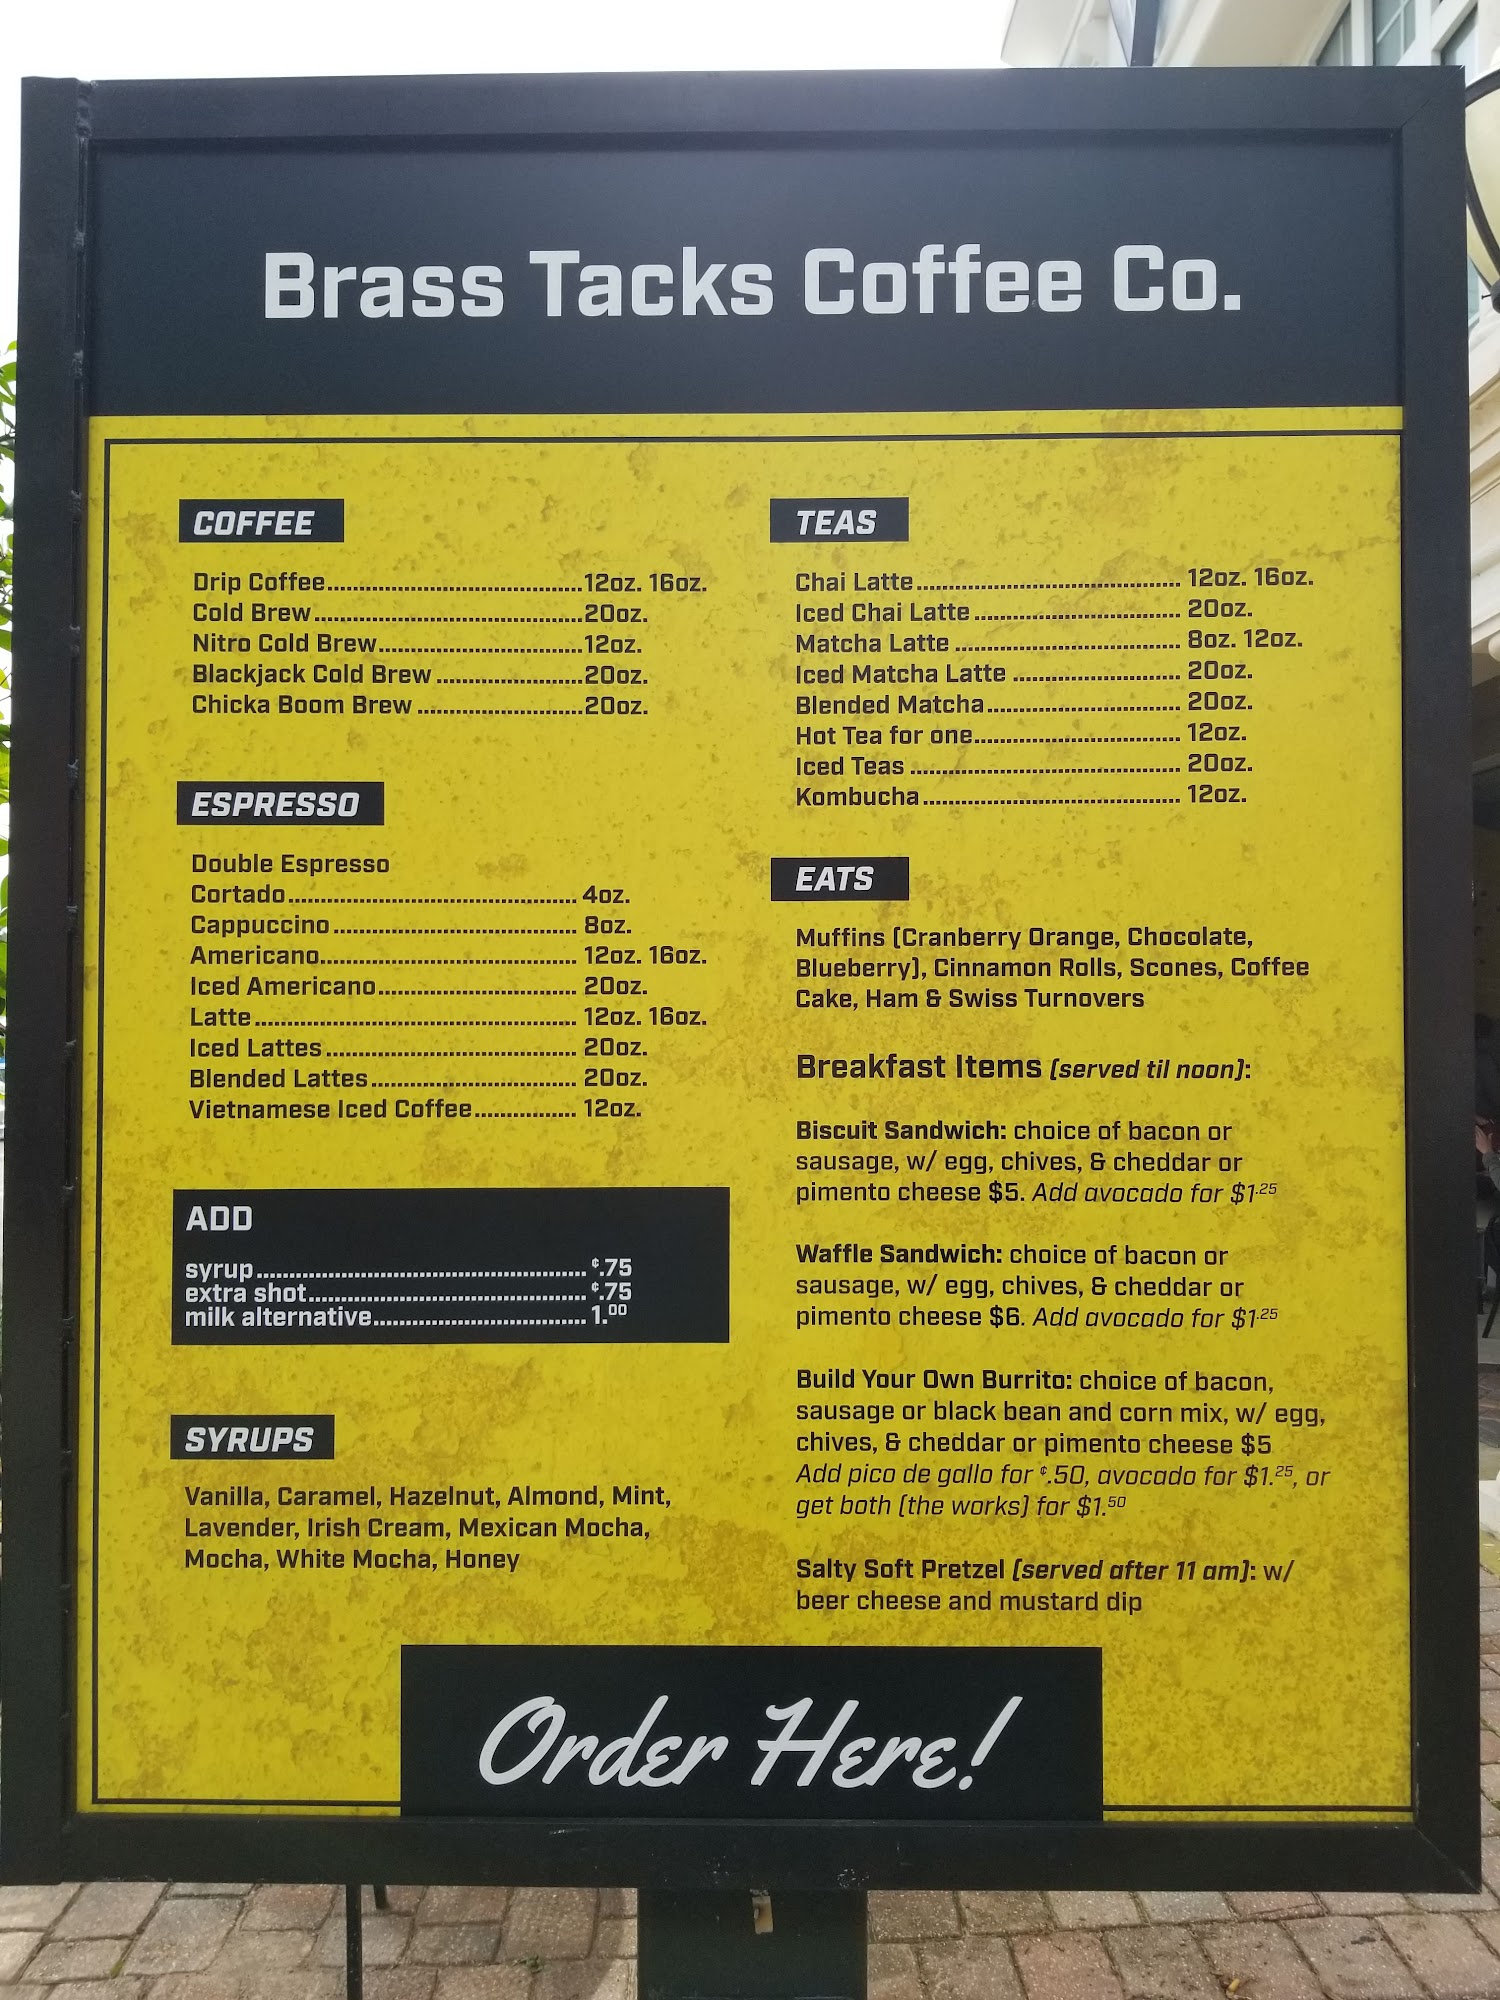 Brass Tacks Coffee Co.
COFFEE
Drip Coffee..........12oz. 16oz.
Cold Brew..........20oz.
Nitro Cold Brew..........12oz.
Blackjack Cold Brew..........20oz.
Chicka Boom Brew..........20oz.
ESPRESSO
Double Espresso
Cortado..........4oz.
Cappuccino..........8oz.
Americano..........12oz. 16oz.
Iced Americano..........20oz.
Latte..........12oz. 16oz.
Iced Lattes..........20oz.
Blended Lattes..........20oz.
Vietnamese Iced Coffee..........12oz.
ADD
syrup..........¢.75
extra shot..........¢.75
milk alternative..........1.00
SYRUPS
Vanilla, Caramel, Hazelnut, Almond, Mint,
Lavender, Irish Cream, Mexican Mocha,
Mocha, White Mocha, Honey
TEAS
Chai Latte..........12oz. 16oz.
Iced Chai Latte..........20oz.
Matcha Latte..........8oz. 12oz.
Iced Matcha Latte..........20oz.
Blended Matcha..........20oz.
Hot Tea for one..........12oz.
Iced Teas..........20oz.
Kombucha..........12oz.
EATS
Muffins (Cranberry Orange, Chocolate,
Blueberry), Cinnamon Rolls, Scones, Coffee
Cake, Ham & Swiss Turnovers
Breakfast Items (served til noon):
Biscuit Sandwich: choice of bacon or
sausage, w/ egg, chives, & cheddar or
pimento cheese $5. Add avocado for $1.25
Waffle Sandwich: choice of bacon or
sausage, w/ egg, chives, & cheddar or
pimento cheese $6. Add avocado for $1.25
Build Your Own Burrito: choice of bacon,
sausage or black bean and corn mix, w/ egg,
chives, & cheddar or pimento cheese $5
Add pico de gallo for ¢.50, avocado for $1.25, or
get both (the works) for $1.50
Salty Soft Pretzel (served after 11 am): w/
beer cheese and mustard dip
Order Here!